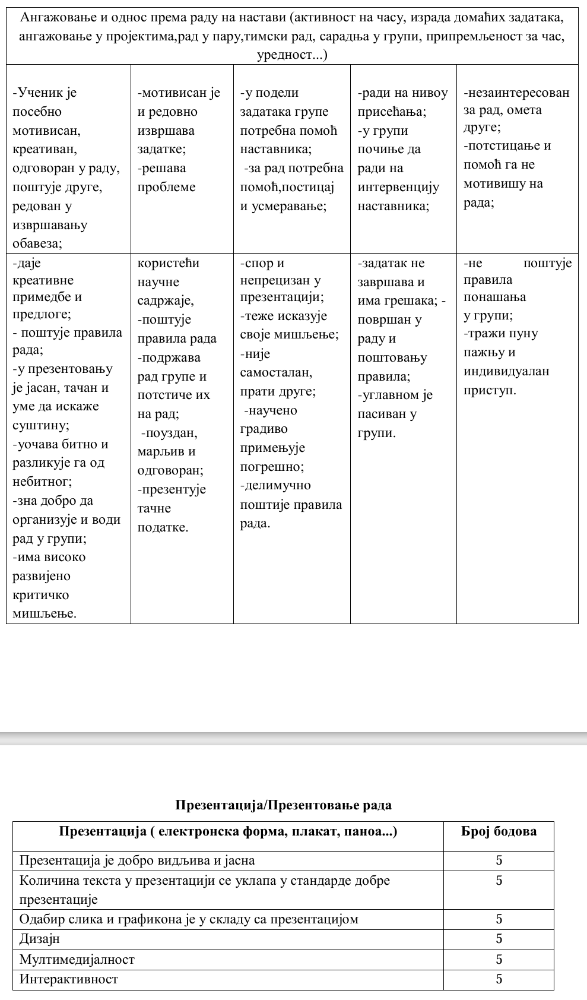 Ангажовање и однос према раду на настави (активност на часу, израда домаћих задатака,
ангажовање у пројектима,рад у пару,тимски рад, сарадња у групи, припремљеност за час,
уредност...)
-Ученик је
посебно
мотивисан,
креативан,
одговоран у раду,
поштује друге,
редован у
извршавању
обавеза;
-мотивисан је
и редовно
извршава
задатке;
-решава
проблеме
-у подели
задатака групе
потребна помоћ
наставника;
-за рад потребна
помоћ,постицај
и усмеравање;
-ради на нивоу
присећања;
-у групи
почиње да
ради на
интервенцију
наставника;
-незаинтересован
за рад, омета
друге;
-потстицање и
помоћ га не
мотивишу на
рада;
-даје
креативне
примедбе и
предлоге;
- поштује правила
рада;
-у презентовању
је јасан, тачан и
уме да искаже
суштину;
-уочава битно и
разликује га од
небитног;
-зна добро да
организује и води
рад у групи;
-има високо
развијено
критичко
мишљење.
користећи
научне
садржаје,
-поштује
правила рада
-подржава
рад групе и
потстиче их
на рад;
-поуздан,
марљив и
одговоран;
-презентује
тачне
податке.
-спор и
непрецизан у
презентацији;
-теже исказује
своје мишљење;
-није
самосталан,
прати друге;
-научено
градиво
примењује
погрешно;
-делимучно
поштије правила
рада.
-задатак не
завршава и
има грешака; -
површан у
раду и
поштовању
правила;
-углавном је
пасиван у
групи.
-не поштује
правила
понашања
у групи;
-тражи пуну
пажњу и
индивидуалан
приступ.
Презентација/Презентовање рада
Презентација ( електронска форма, плакат, паноа...) Број бодова
Презентација је добро видљива и јасна 5
Количина текста у презентацији се уклапа у стандарде добре 5
презентације
Одабир слика и графикона је у складу са презентацијом 5
Дизајн 5
Мултимедијалност 5
Интерактивност 5